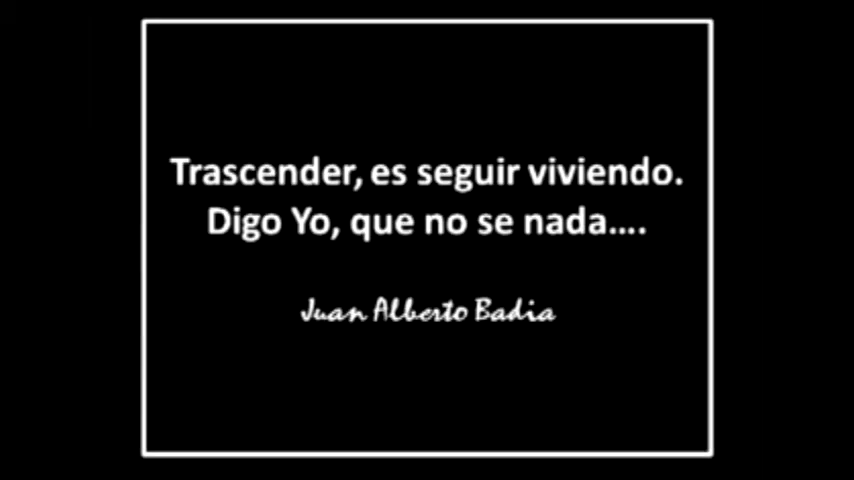 Trascender, es seguir viviendo.
Digo Yo, que no se nada....
Juan Alberto Badia